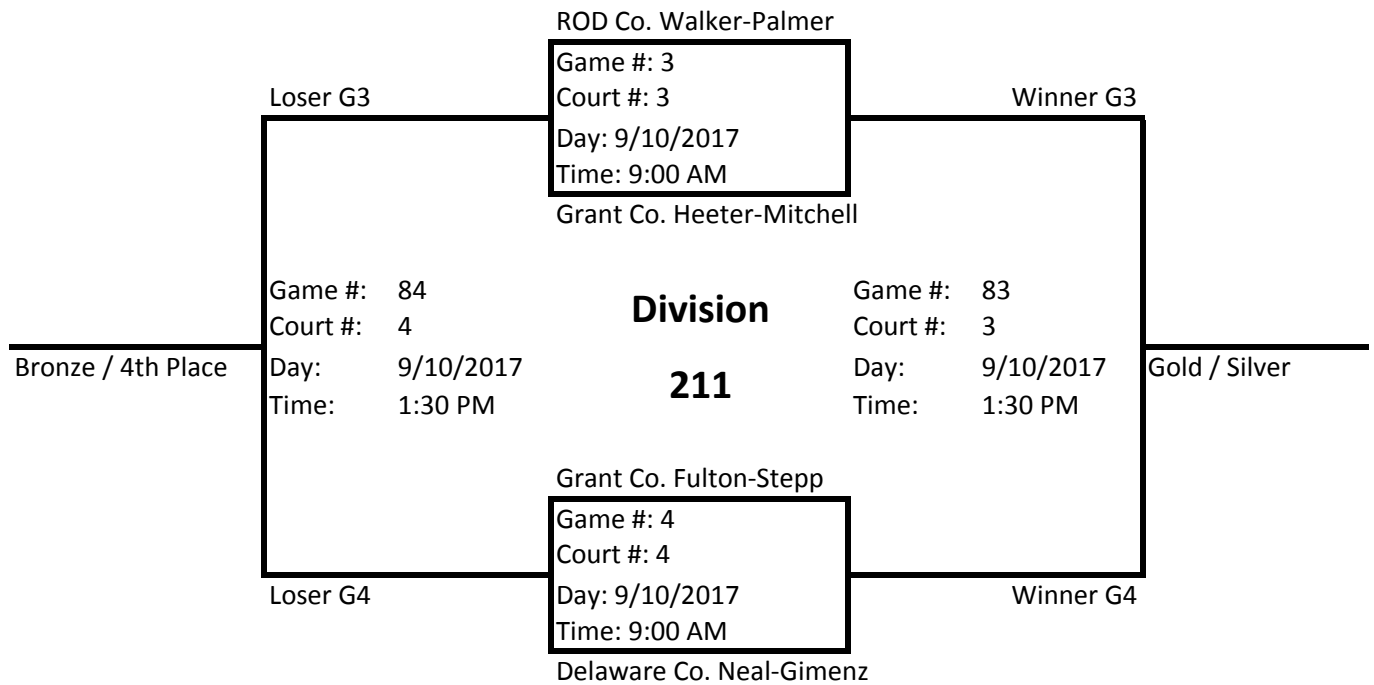 ROD Co. Walker-Palmer
Game #: 3
Loser G3
Court #: 3
Winner G3
Day: 9/10/2017
Time: 9:00 AM
Grant Co. Heeter-Mitchell
Game #: 84
Court #: 4
Bronze / 4th Place
Day: 9/10/2017
Time: 1:30 PM
Division
211
Game #: 83
Court #: 3
Day: 9/10/2017
Time: 1:30 PM
Gold / Silver
Grant Co. Fulton-Stepp
Game #: 4
Court #: 4
Loser G4
Day: 9/10/2017
Winner G4
Time: 9:00 AM
Delaware Co. Neal-Gimenz